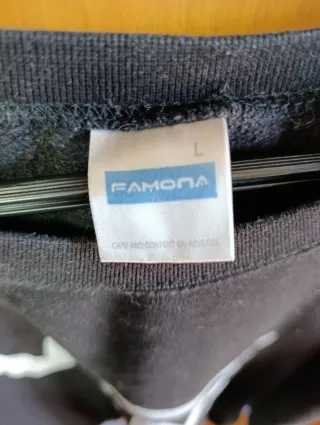 L
FAMONA
CARE AND CONTENT ON REVERSE